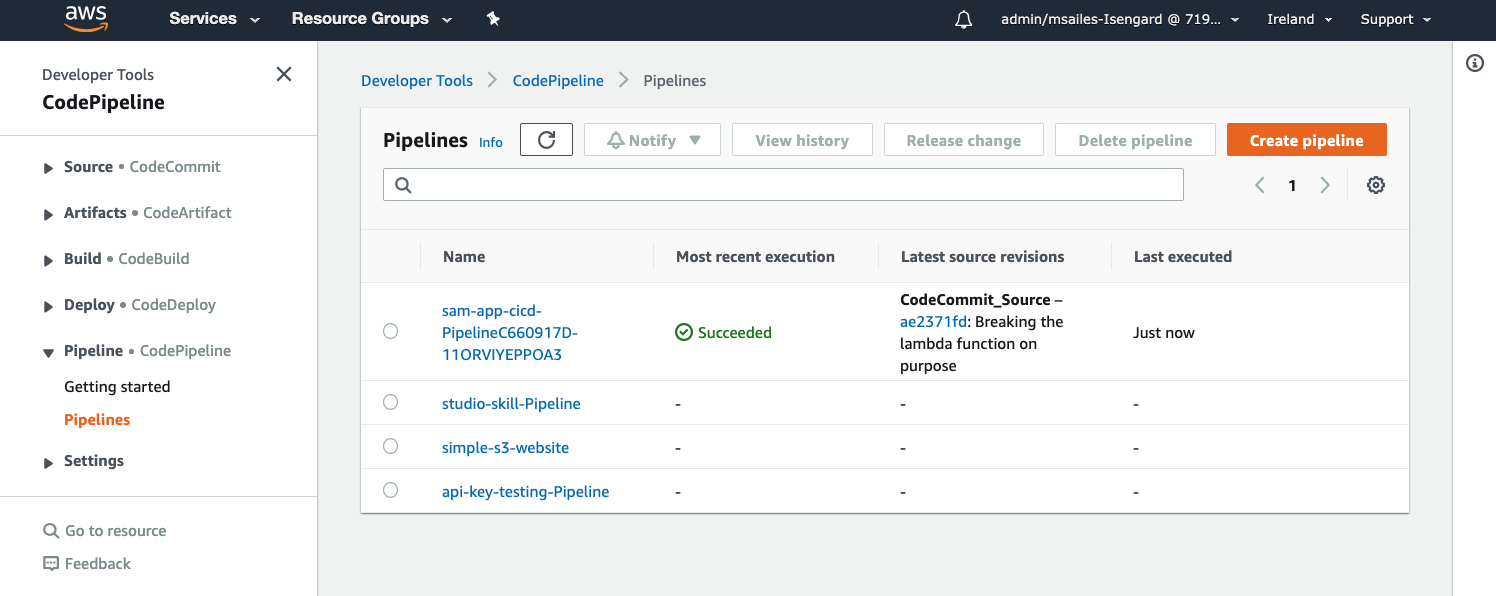 aws Services Resource Groups admin/msailes-Isengard @ 719... Ireland Support
Developer Tools
CodePipeline
Source • CodeCommit
Artifacts • CodeArtifact
Build • CodeBuild
Deploy • CodeDeploy
Pipeline • CodePipeline
Getting started
Pipelines
Settings
Go to resource
Feedback
Developer Tools > CodePipeline > Pipelines
Pipelines Info Notify View history Release change Delete pipeline Create pipeline
1
Name Most recent execution Latest source revisions Last executed
sam-app-cicd-
PipelineC660917D-
11ORVIYEPPOA3
Succeeded
CodeCommit_Source –
ae2371fd: Breaking the
lambda function on
purpose
Just now
studio-skill-Pipeline - - -
simple-s3-website - - -
api-key-testing-Pipeline - - -